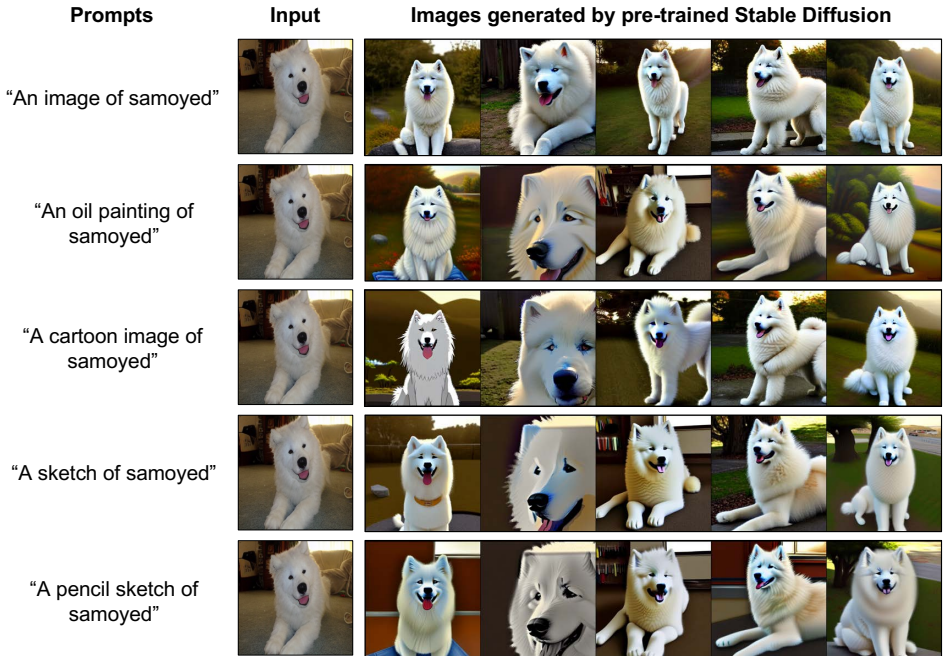 Prompts
Input
Images generated by pre-trained Stable Diffusion
“An image of samoyed”
“An oil painting of
samoyed”
“A cartoon image of
samoyed”
“A sketch of samoyed”
“A pencil sketch of
samoyed”